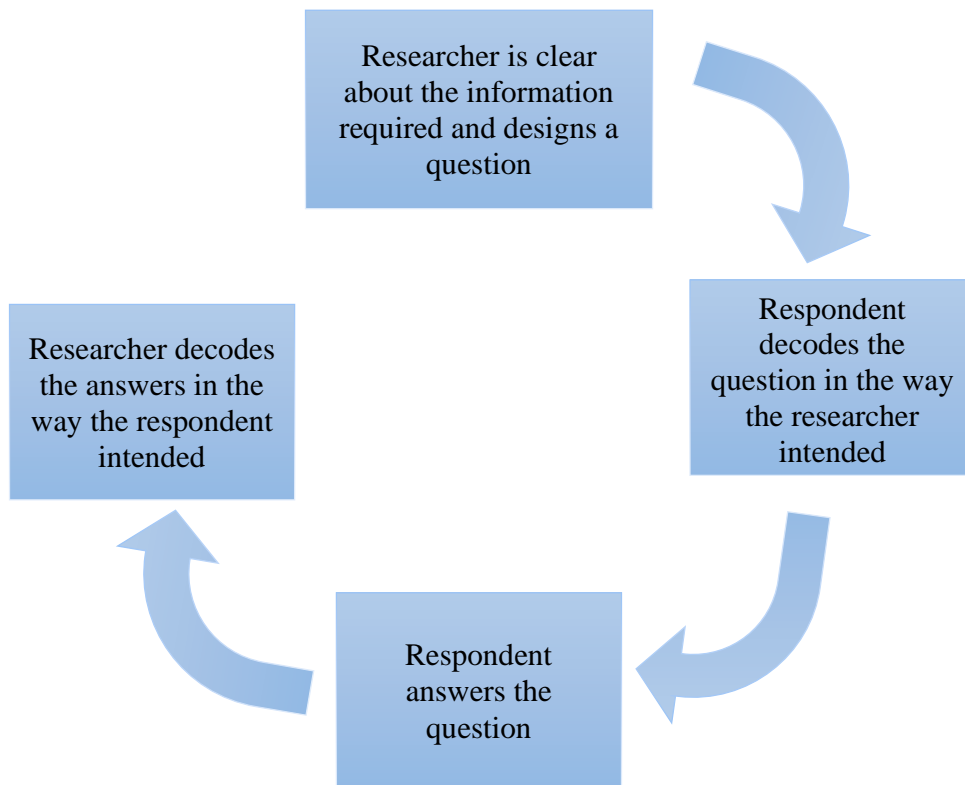 Researcher is clear
about the information
required and designs a
question
Respondent
decodes the
question in the way
the researcher
intended
Respondent
answers the
question
Researcher decodes
the answers in the
way the respondent
intended